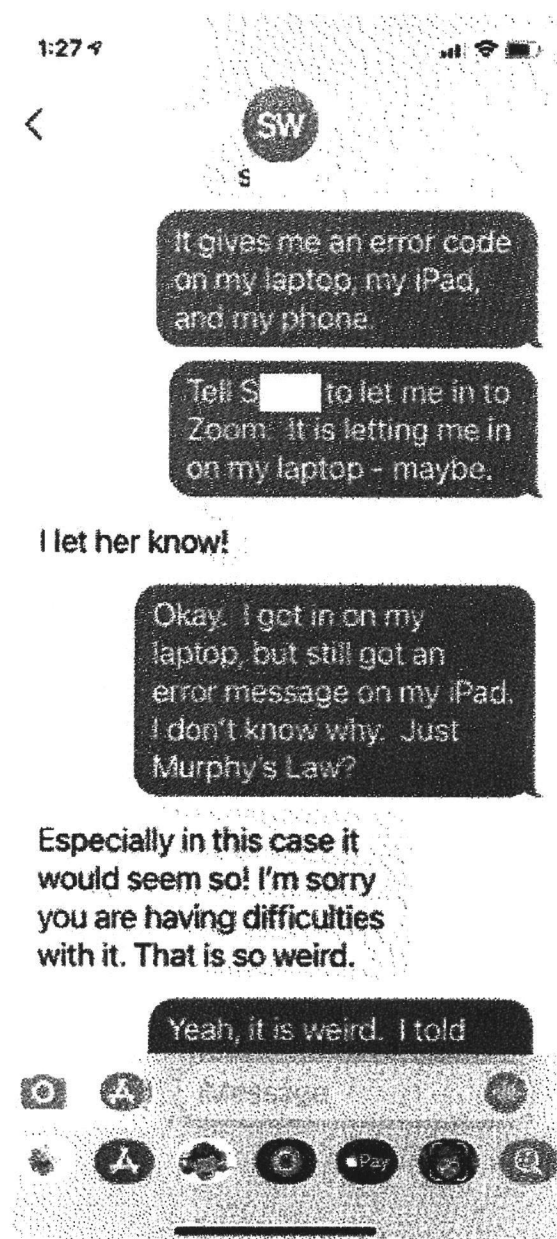 1:27
SW
S
It gives me an error code
on my laptop, my iPad,
and my phone.
Tell S to let me in to
Zoom. It is letting me in
on my laptop - maybe.
I let her know!
Okay. I got in on my
laptop, but still got an
error message on my iPad.
I don't know why. Just
Murphy's Law?
Especially in this case it
would seem so! I'm sorry
you are having difficulties
with it. That is so weird.
Yeah, it is weird. I told
iMessage
Pay